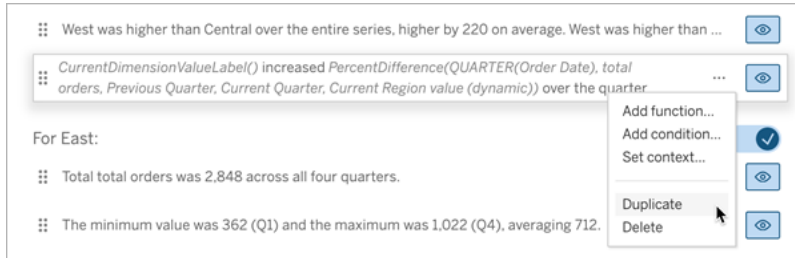 West was higher than Central over the entire series, higher by 220 on average. West was higher than ...
CurrentDimensionValueLabel() increased PercentDifference(QUARTER(Order Date), total
orders, Previous Quarter, Current Quarter, Current Region value (dynamic)) over the quarter
...
Add function...
Add condition...
Set context...
Duplicate
Delete
For East:
Total total orders was 2,848 across all four quarters.
The minimum value was 362 (Q1) and the maximum was 1,022 (Q4), averaging 712.